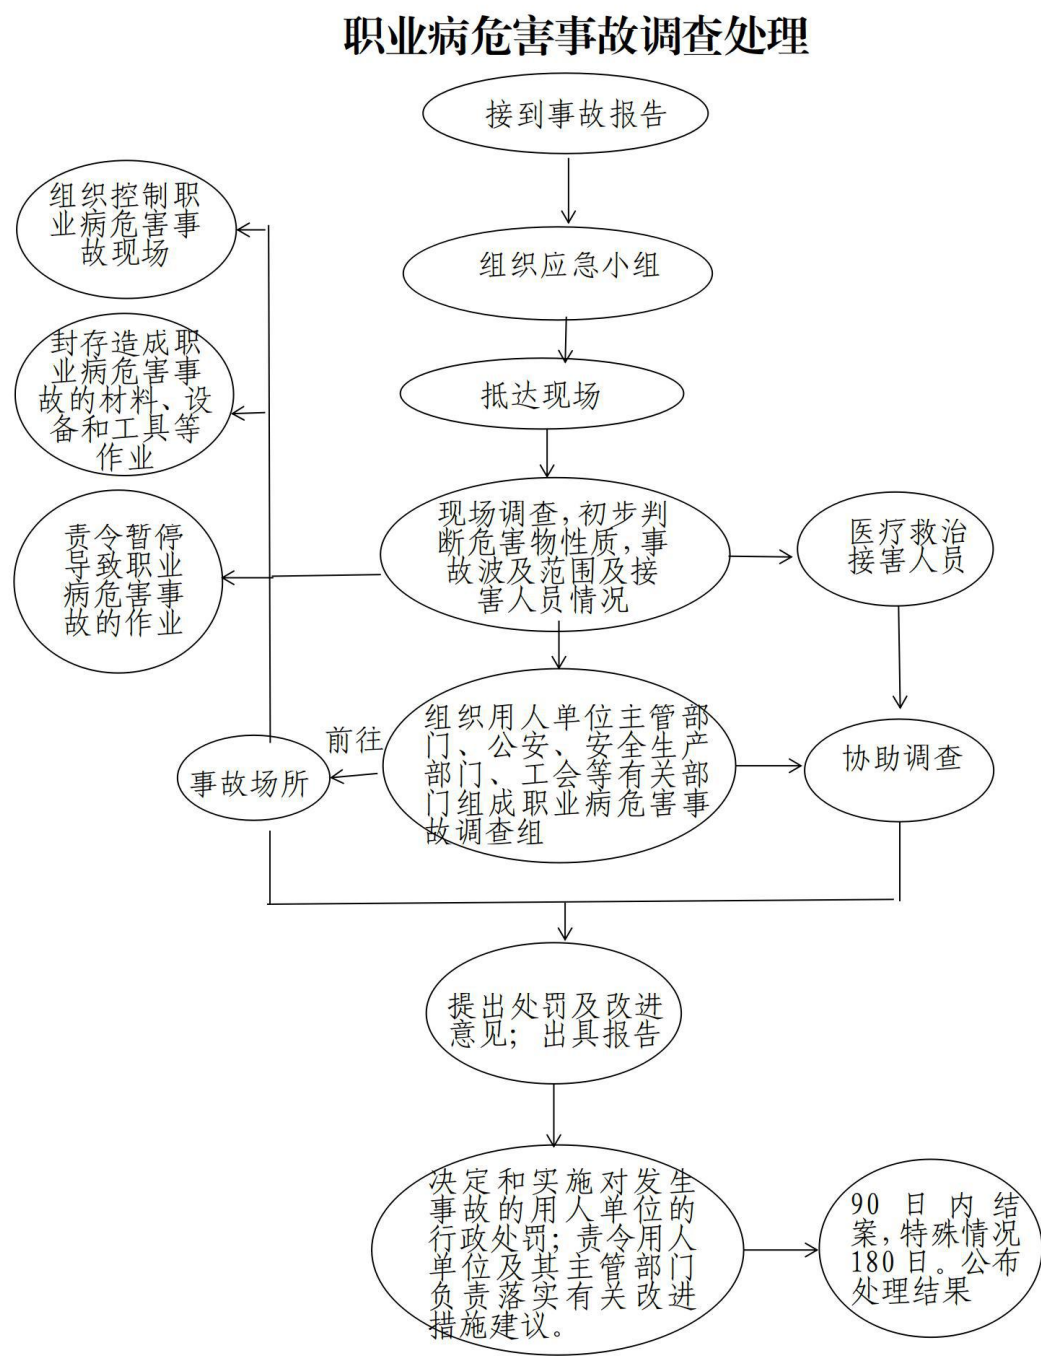 职业病危害事故调查处理
接到事故报告
组织控制职
业病危害事
故现场
组织应急小组
封存造成职
业病危害事
故的材料、设
备和工具等
作业
抵达现场
责令暂停
导致职业
病危害事
故的作业
现场调查，初步判
断危害物性质，事
故波及范围及接
害人员情况
医疗救治
接害人员
前往
事故场所
组织用人单位主管部
门、公安、安全生产
部门、工会等有关部
门组成职业病危害事
故调查组
协助调查
提出处罚及改进
意见；出具报告
决定和实施对发生
事故的用人单位的
行政处罚；责令用人
单位及其主管部门
负责落实有关改进
措施建议。
90 日内结
案，特殊情况
180 日。公布
处理结果